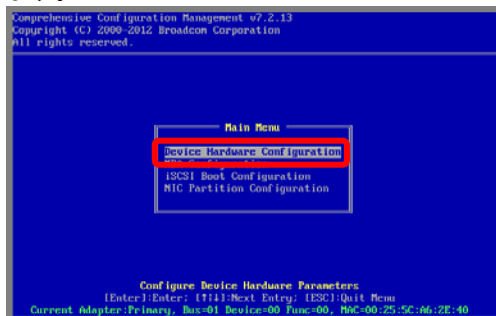 Comprehensive Configuration Management v7.2.13
Copyright (C) 2000-2012 Broadcom Corporation
All rights reserved.
Main Menu
Device Hardware Configuration
iSCSI Boot Configuration
NIC Partition Configuration
Configure Device Hardware Parameters
[Enter]:Enter; [↑|↓]:Next Entry; [ESC]:Quit Menu
Current Adapter:Primary, Bus=01 Device=00 Func=00, MAC=00:25:5C:A6:2E:40